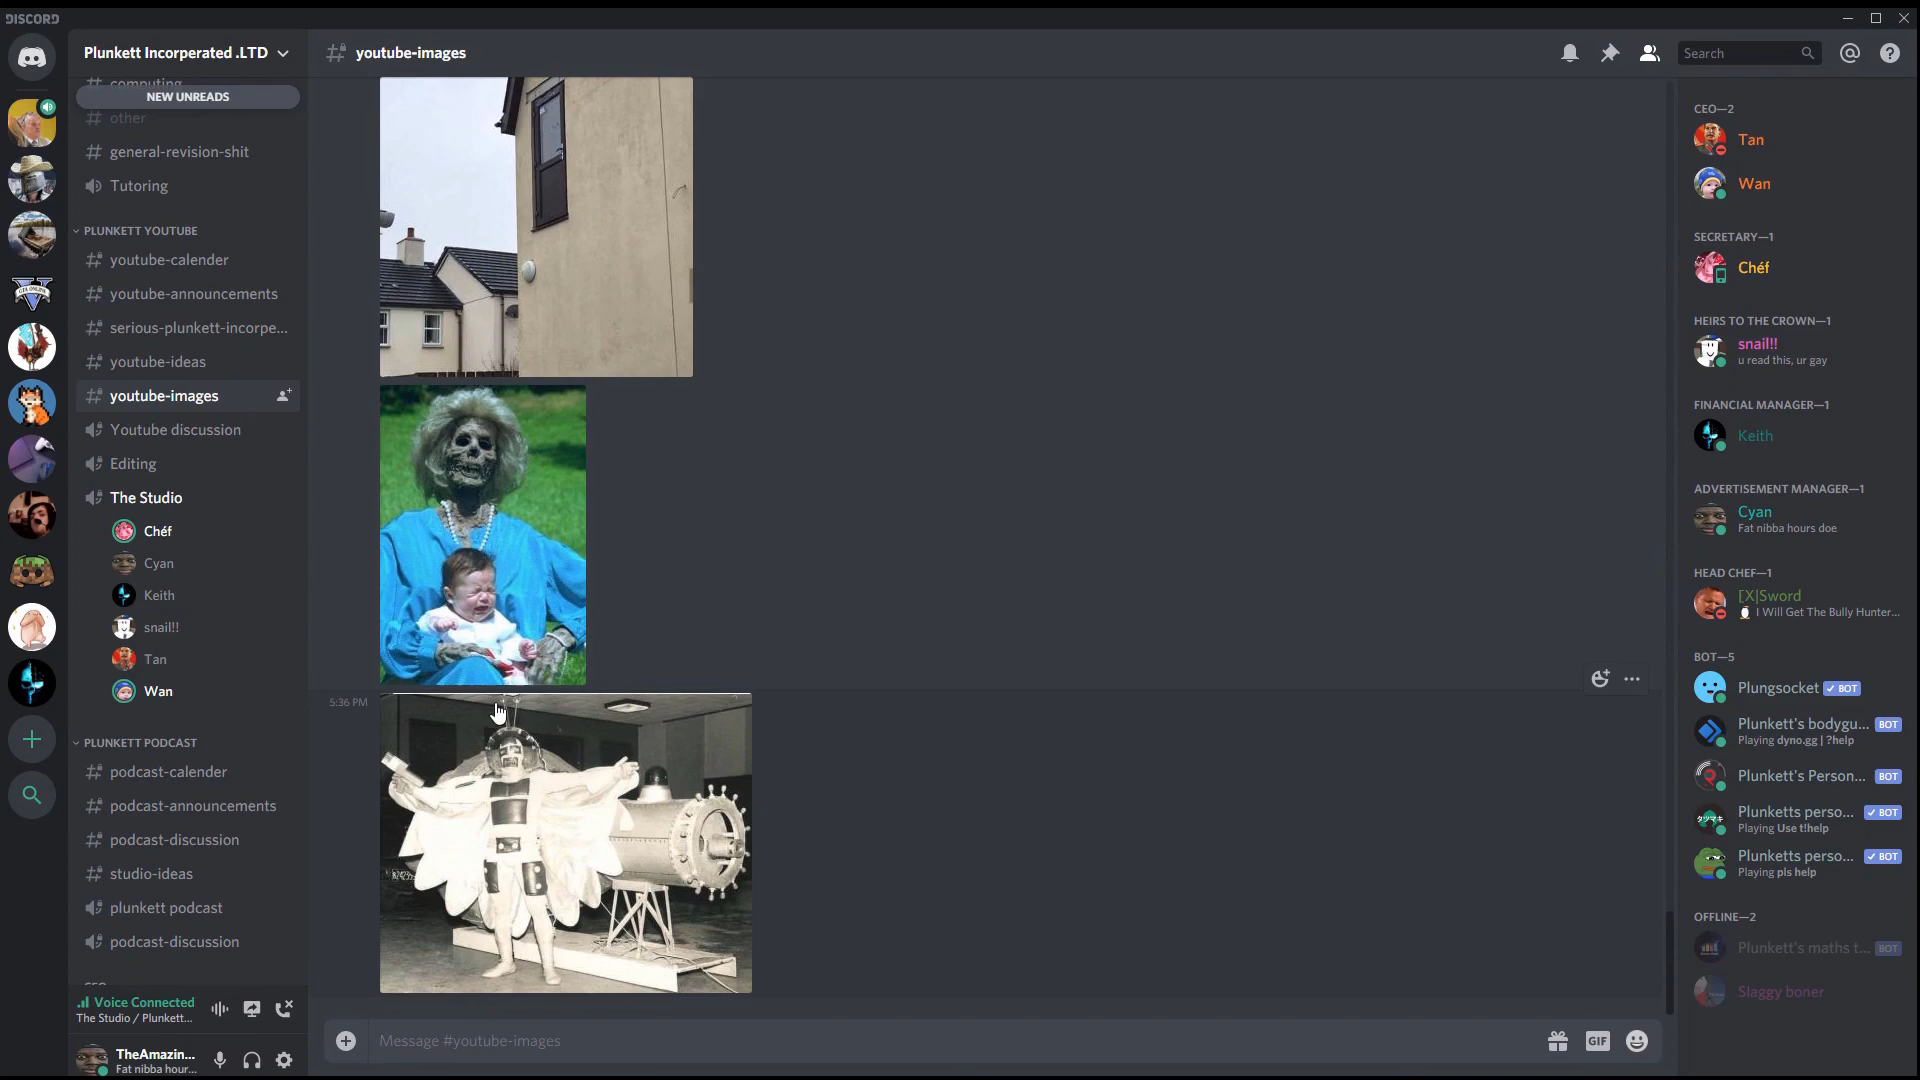 DISCORD
Plunkett Incorperated .LTD
computing
NEW UNREADS
other
general-revision-shit
Tutoring
PLUNKETT YOUTUBE
youtube-calender
youtube-announcements
serious-plunkett-incorpe...
youtube-ideas
youtube-images
Youtube discussion
Editing
The Studio
Chéf
Cyan
Keith
snail!!
Tan
Wan
PLUNKETT PODCAST
podcast-calender
podcast-announcements
podcast-discussion
studio-ideas
plunkett podcast
podcast-discussion
CEO
Voice Connected
The Studio / Plunkett...
TheAmazin...
Fat nibba hour...
youtube-images
Search
5:36 PM
Message #youtube-images
GIF
CEO—2
Tan
Wan
SECRETARY—1
Chéf
HEIRS TO THE CROWN—1
snail!!
u read this, ur gay
FINANCIAL MANAGER—1
Keith
ADVERTISEMENT MANAGER—1
Cyan
Fat nibba hours doe
HEAD CHEF—1
[X|Sword
I Will Get The Bully Hunter...
BOT—5
Plungsocket BOT
Plunkett's bodygu... BOT
Playing dyno.gg | ?help
Plunkett's Person... BOT
Plunketts perso... BOT
Playing Use t!help
Plunketts perso... BOT
Playing pls help
OFFLINE—2
Plunkett's maths t... BOT
Slaggy boner